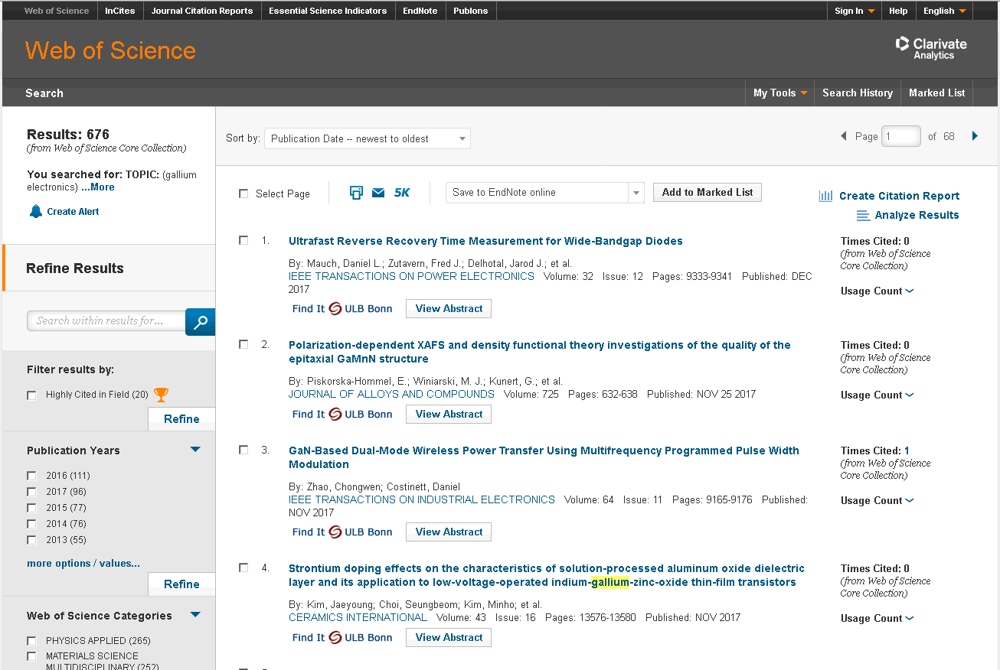 Web of Science InCites Journal Citation Reports Essential Science Indicators EndNote Publons Sign In Help English
Web of Science
Clarivate
Analytics
Search My Tools Search History Marked List
Results: 676
(from Web of Science Core Collection)
You searched for: TOPIC: (gallium
electronics) ...More
Create Alert
Refine Results
Search within results for...
Filter results by:
Highly Cited in Field (20)
Refine
Publication Years
2016 (111)
2017 (96)
2015 (77)
2014 (76)
2013 (55)
more options / values...
Refine
Web of Science Categories
PHYSICS APPLIED (265)
MATERIALS SCIENCE
MULTIDISCIPLINARY (252)
Sort by: Publication Date -- newest to oldest
Page 1 of 68
Select Page 5K Save to EndNote online Add to Marked List
Create Citation Report
Analyze Results
1. Ultrafast Reverse Recovery Time Measurement for Wide-Bandgap Diodes
By: Mauch, Daniel L.; Zutavern, Fred J.; Delhotal, Jarod J.; et al.
IEEE TRANSACTIONS ON POWER ELECTRONICS Volume: 32 Issue: 12 Pages: 9333-9341 Published: DEC
2017
Find It ULB Bonn View Abstract
Times Cited: 0
(from Web of Science
Core Collection)
Usage Count
2. Polarization-dependent XAFS and density functional theory investigations of the quality of the
epitaxial GaMnN structure
By: Piskorska-Hommel, E.; Winiarski, M. J.; Kunert, G.; et al.
JOURNAL OF ALLOYS AND COMPOUNDS Volume: 725 Pages: 632-638 Published: NOV 25 2017
Find It ULB Bonn View Abstract
Times Cited: 0
(from Web of Science
Core Collection)
Usage Count
3. GaN-Based Dual-Mode Wireless Power Transfer Using Multifrequency Programmed Pulse Width
Modulation
By: Zhao, Chongwen; Costinett, Daniel
IEEE TRANSACTIONS ON INDUSTRIAL ELECTRONICS Volume: 64 Issue: 11 Pages: 9165-9176 Published:
NOV 2017
Find It ULB Bonn View Abstract
Times Cited: 1
(from Web of Science
Core Collection)
Usage Count
4. Strontium doping effects on the characteristics of solution-processed aluminum oxide dielectric
layer and its application to low-voltage-operated indium-gallium-zinc-oxide thin-film transistors
By: Kim, Jaeyoung; Choi, Seungbeom; Kim, Minho; et al.
CERAMICS INTERNATIONAL Volume: 43 Issue: 16 Pages: 13576-13580 Published: NOV 2017
Find It ULB Bonn View Abstract
Times Cited: 0
(from Web of Science
Core Collection)
Usage Count